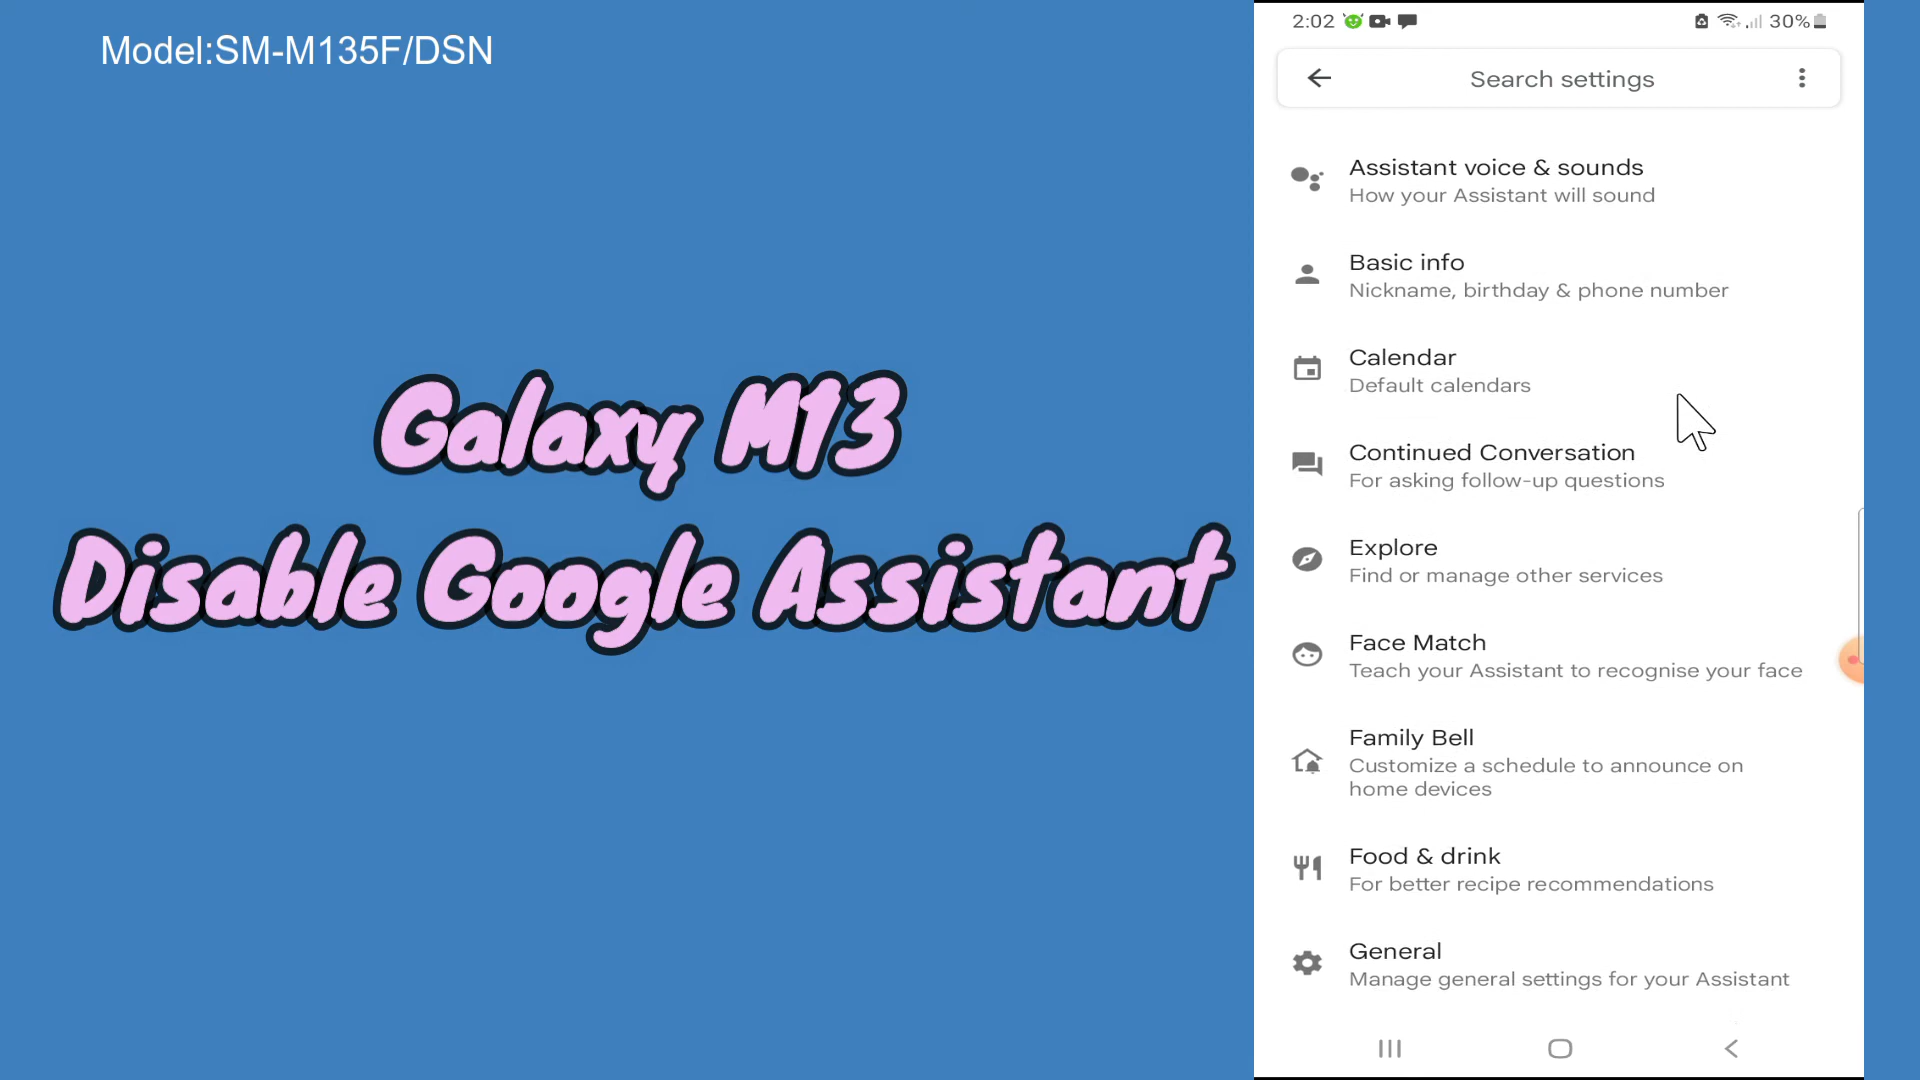 Model:SM-M135F/DSN
Galaxy M13
Disable Google Assistant
2:02
30%
Search settings
Assistant voice & sounds
How your Assistant will sound
Basic info
Nickname, birthday & phone number
Calendar
Default calendars
Continued Conversation
For asking follow-up questions
Explore
Find or manage other services
Face Match
Teach your Assistant to recognise your face
Family Bell
Customize a schedule to announce on
home devices
Food & drink
For better recipe recommendations
General
Manage general settings for your Assistant